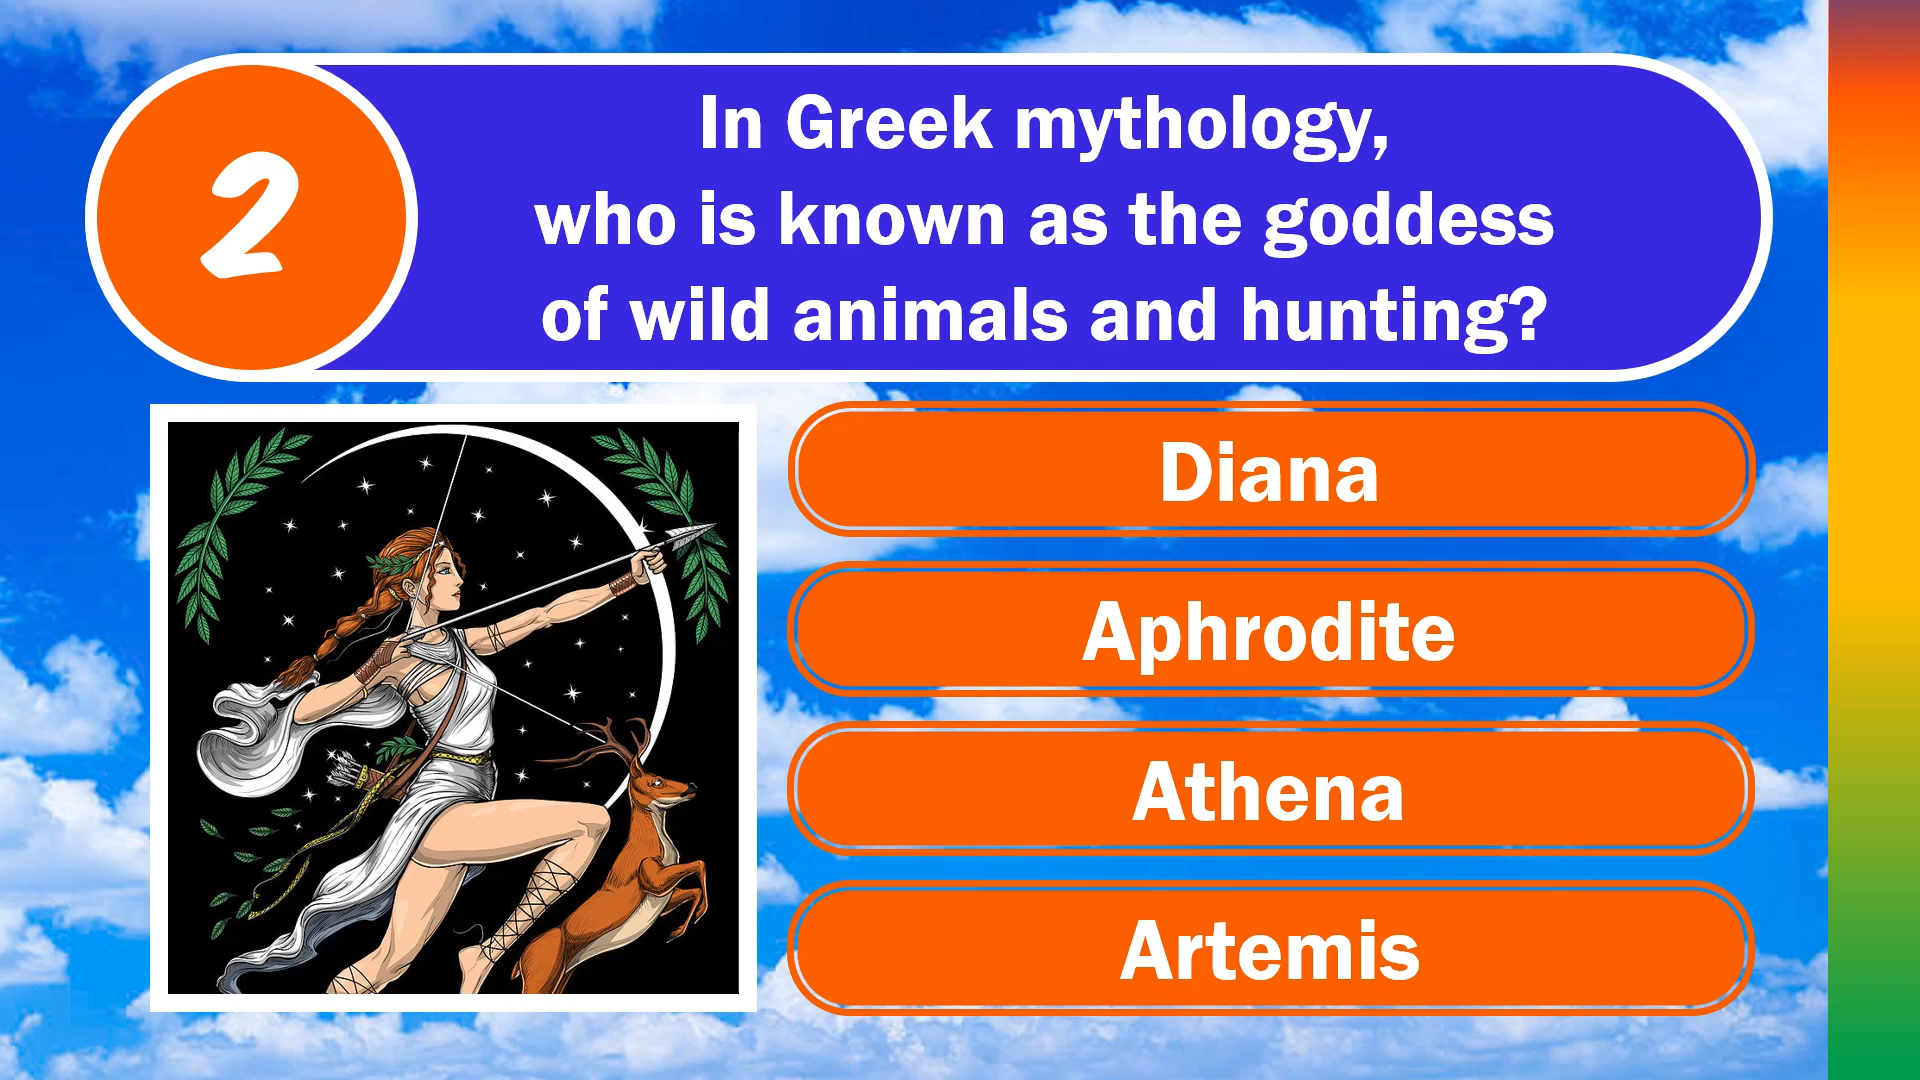 2
In Greek mythology,
who is known as the goddess
of wild animals and hunting?
Diana
Aphrodite
Athena
Artemis